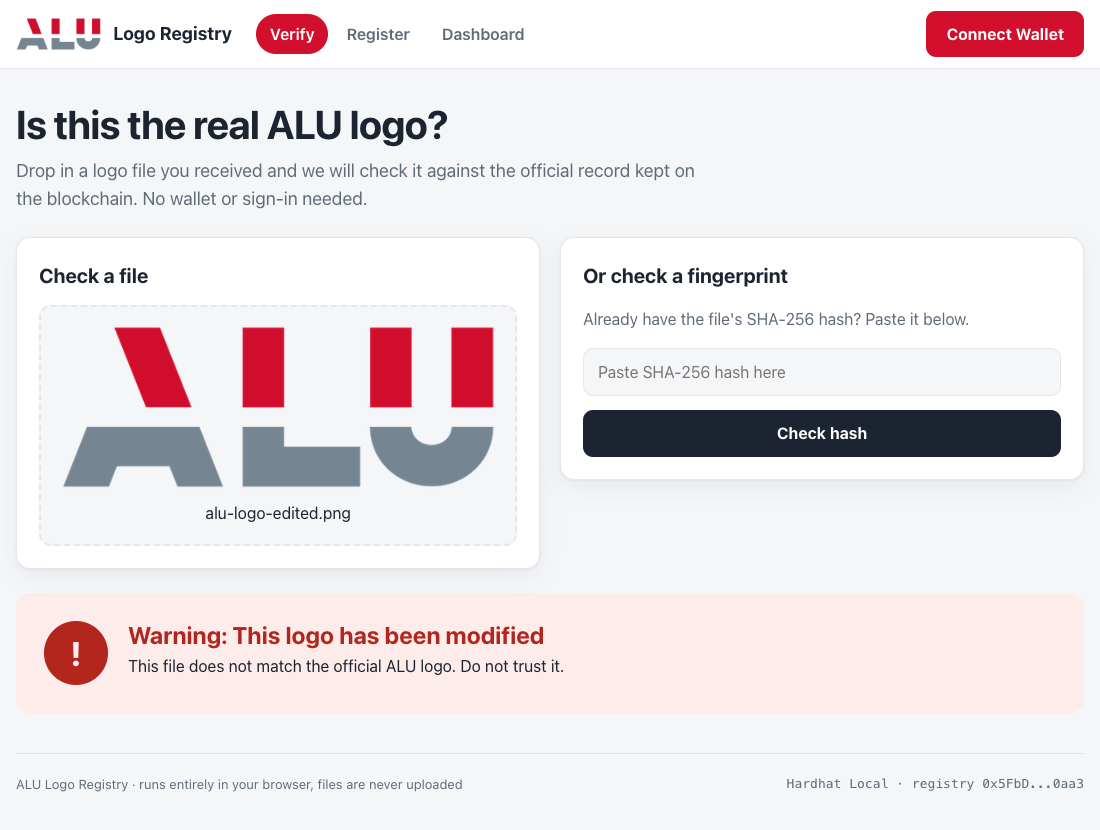 ALU Logo Registry Verify Register Dashboard Connect Wallet
Is this the real ALU logo?
Drop in a logo file you received and we will check it against the official record kept on
the blockchain. No wallet or sign-in needed.
Check a file
ALU
alu-logo-edited.png
Or check a fingerprint
Already have the file's SHA-256 hash? Paste it below.
Paste SHA-256 hash here
Check hash
!
Warning: This logo has been modified
This file does not match the official ALU logo. Do not trust it.
ALU Logo Registry · runs entirely in your browser, files are never uploaded
Hardhat Local · registry 0x5FbD...0aa3